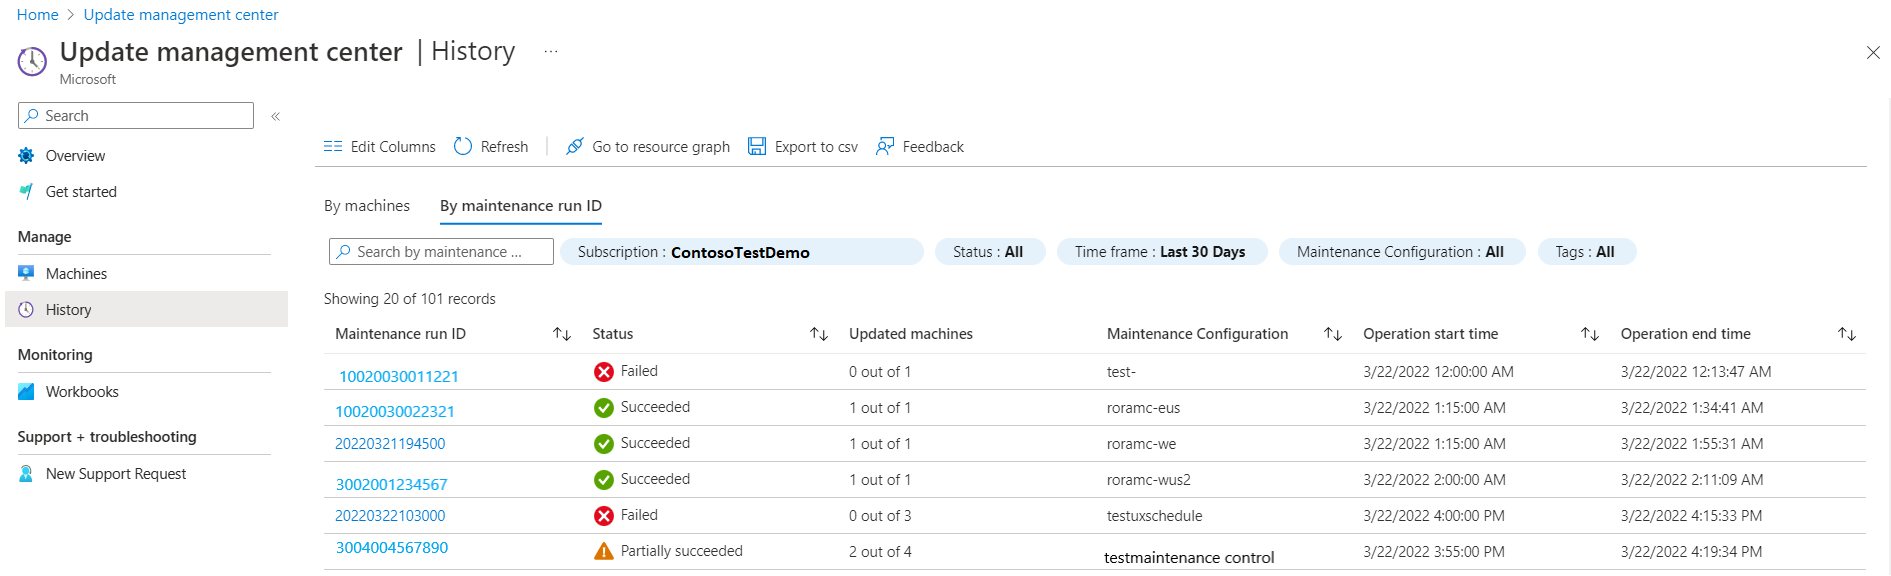 Home > Update management center
Update management center | History ...
Microsoft
Search «
Overview
Get started
Manage
Machines
History
Monitoring
Workbooks
Support + troubleshooting
New Support Request
Edit Columns Refresh Go to resource graph Export to csv Feedback
By machines By maintenance run ID
Search by maintenance ... Subscription : ContosoTestDemo Status : All Time frame : Last 30 Days Maintenance Configuration : All Tags : All
Showing 20 of 101 records
Maintenance run ID Status Updated machines Maintenance Configuration Operation start time Operation end time
10020030011221 Failed 0 out of 1 test- 3/22/2022 12:00:00 AM 3/22/2022 12:13:47 AM
10020030022321 Succeeded 1 out of 1 roramc-eus 3/22/2022 1:15:00 AM 3/22/2022 1:34:41 AM
20220321194500 Succeeded 1 out of 1 roramc-we 3/22/2022 1:15:00 AM 3/22/2022 1:55:31 AM
3002001234567 Succeeded 1 out of 1 roramc-wus2 3/22/2022 2:00:00 AM 3/22/2022 2:11:09 AM
20220322103000 Failed 0 out of 3 testuxschedule 3/22/2022 4:00:00 PM 3/22/2022 4:15:33 PM
3004004567890 Partially succeeded 2 out of 4 testmaintenance control 3/22/2022 3:55:00 PM 3/22/2022 4:19:34 PM